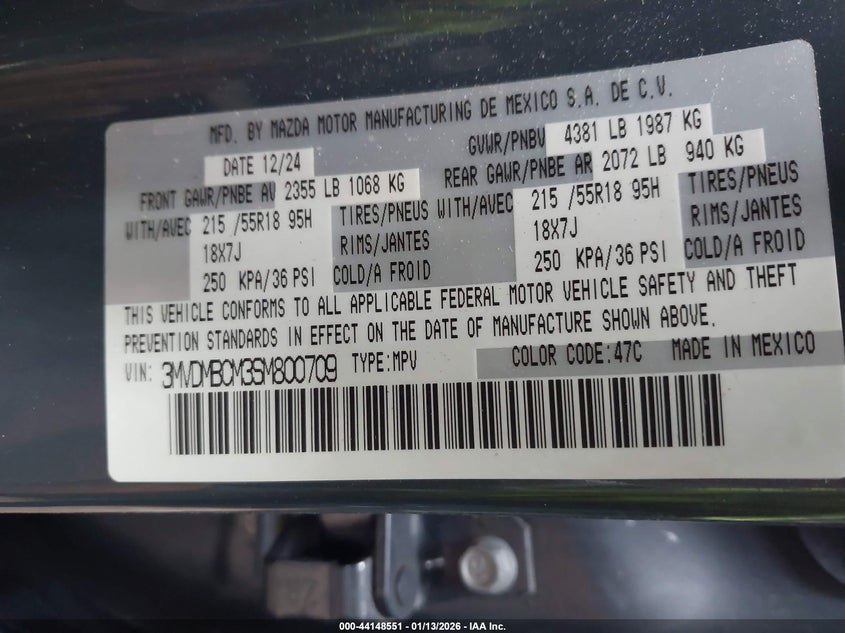 MFD. BY MAZDA MOTOR MANUFACTURING DE MEXICO S.A. DE C.V.
DATE 12/24 GVWR/PNBV 4381 LB 1987 KG
FRONT GAWR/PNBE AV 2355 LB 1068 KG REAR GAWR/PNBE AR 2072 LB 940 KG
WITH/AVEC 215 /55R18 95H TIRES/PNEUS WITH/AVEC 215 /55R18 95H TIRES/PNEUS
18X7J RIMS/JANTES 18X7J RIMS/JANTES
250 KPA/36 PSI COLD/A FROID 250 KPA/36 PSI COLD/A FROID
THIS VEHICLE CONFORMS TO ALL APPLICABLE FEDERAL MOTOR VEHICLE SAFETY AND THEFT
PREVENTION STANDARDS IN EFFECT ON THE DATE OF MANUFACTURE SHOWN ABOVE.
VIN: 3MVDMBCM3SM800709 TYPE:MPV COLOR CODE:47C MADE IN MEXICO
000-44148551 - 01/13/2026 - IAA Inc.